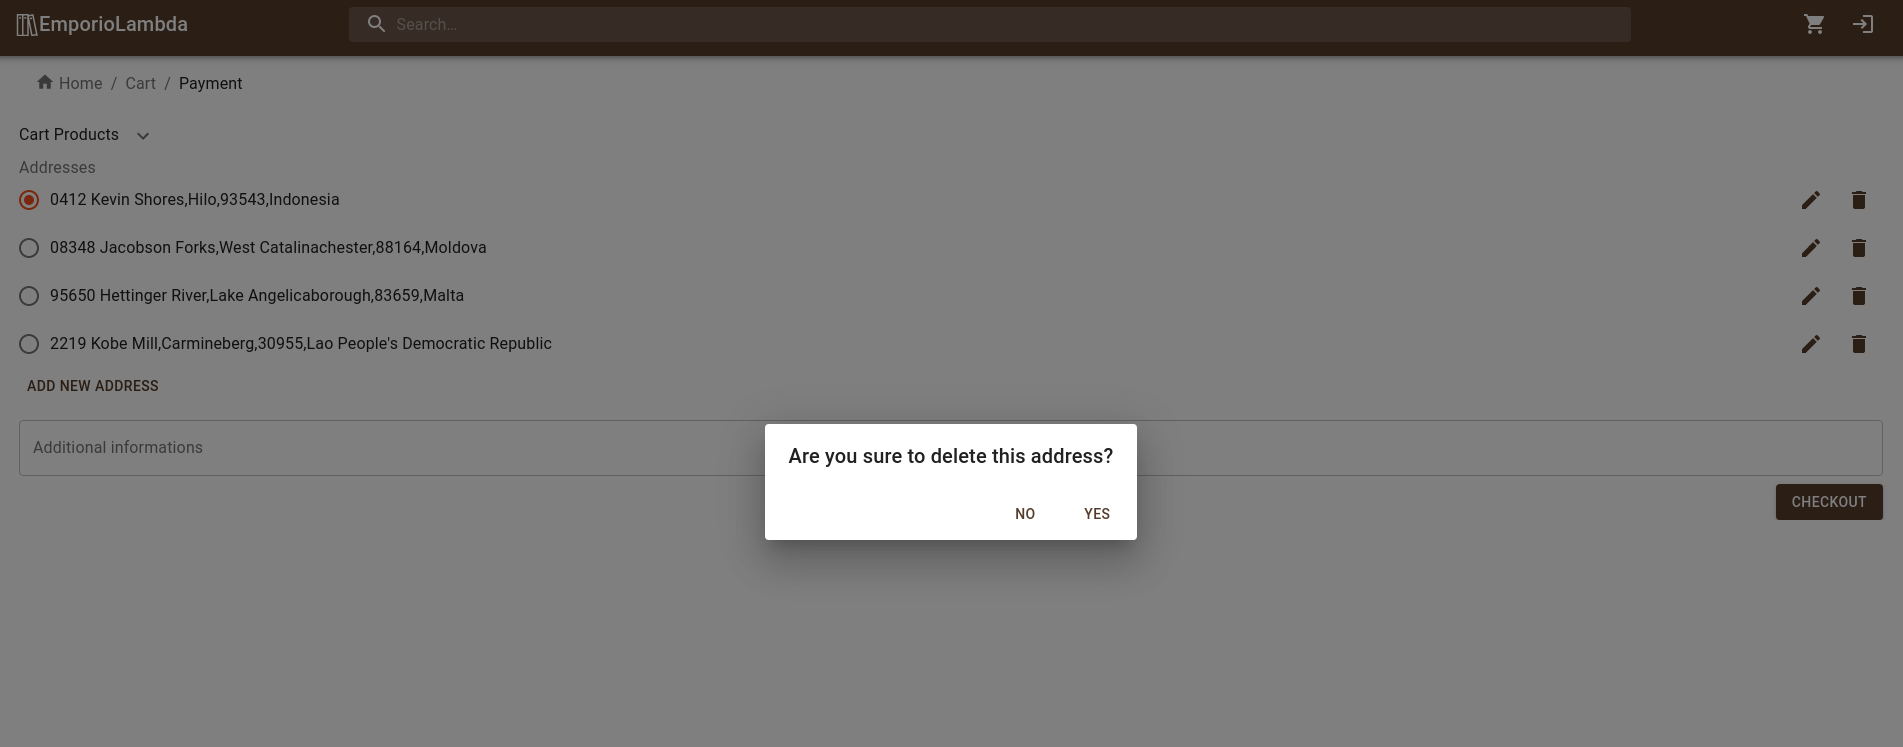 EmporioLambda
Search...
Home / Cart / Payment
Cart Products
Addresses
0412 Kevin Shores,Hilo,93543,Indonesia
08348 Jacobson Forks,West Catalinachester,88164,Moldova
95650 Hettinger River,Lake Angelicaborough,83659,Malta
2219 Kobe Mill,Carmineberg,30955,Lao People's Democratic Republic
ADD NEW ADDRESS
Additional informations
Are you sure to delete this address?
NO YES
CHECKOUT